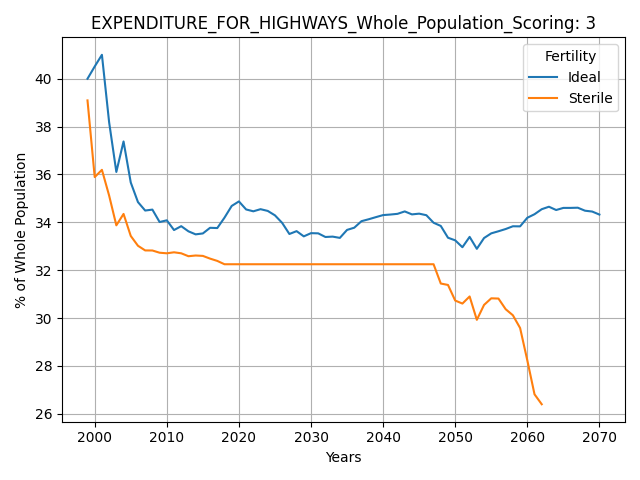 EXPENDITURE_FOR_HIGHWAYS_Whole_Population_Scoring: 3
Fertility
Ideal
Sterile
% of Whole Population
40
38
36
34
32
30
28
26
2000 2010 2020 2030 2040 2050 2060 2070
Years